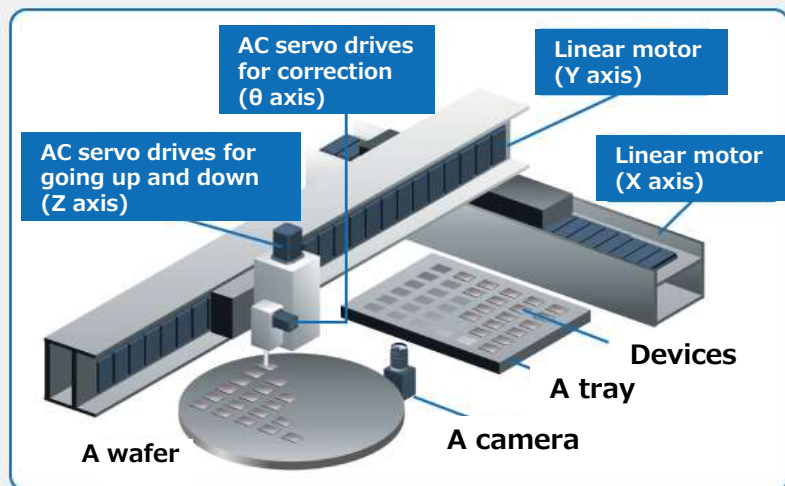 AC servo drives
for correction
(θ axis)
Linear motor
(Y axis)
AC servo drives for
going up and down
(Z axis)
Linear motor
(X axis)
Devices
A tray
A camera
A wafer